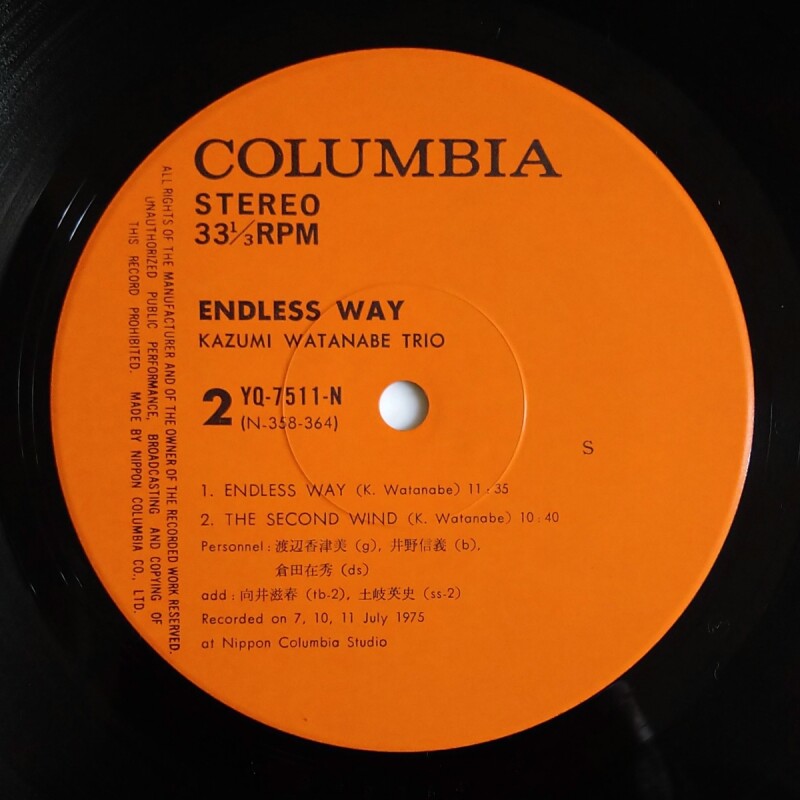 COLUMBIA
STEREO
33⅓RPM
ENDLESS WAY
KAZUMI WATANABE TRIO
2 YQ-7511-N
(N-358-364)
S
1. ENDLESS WAY (K. Watanabe) 11:35
2. THE SECOND WIND (K. Watanabe) 10:40
Personnel: 渡辺香津美 (g), 井野信義 (b),
倉田在秀 (ds)
add: 向井滋春 (tb-2), 土岐英史 (ss-2)
Recorded on 7, 10, 11 July 1975
at Nippon Columbia Studio
ALL RIGHTS OF THE MANUFACTURER AND OF THE OWNER OF THE RECORDED WORK RESERVED.
UNAUTHORIZED PUBLIC PERFORMANCE, BROADCASTING AND COPYING OF
THIS RECORD PROHIBITED. MADE BY NIPPON COLUMBIA CO., LTD.